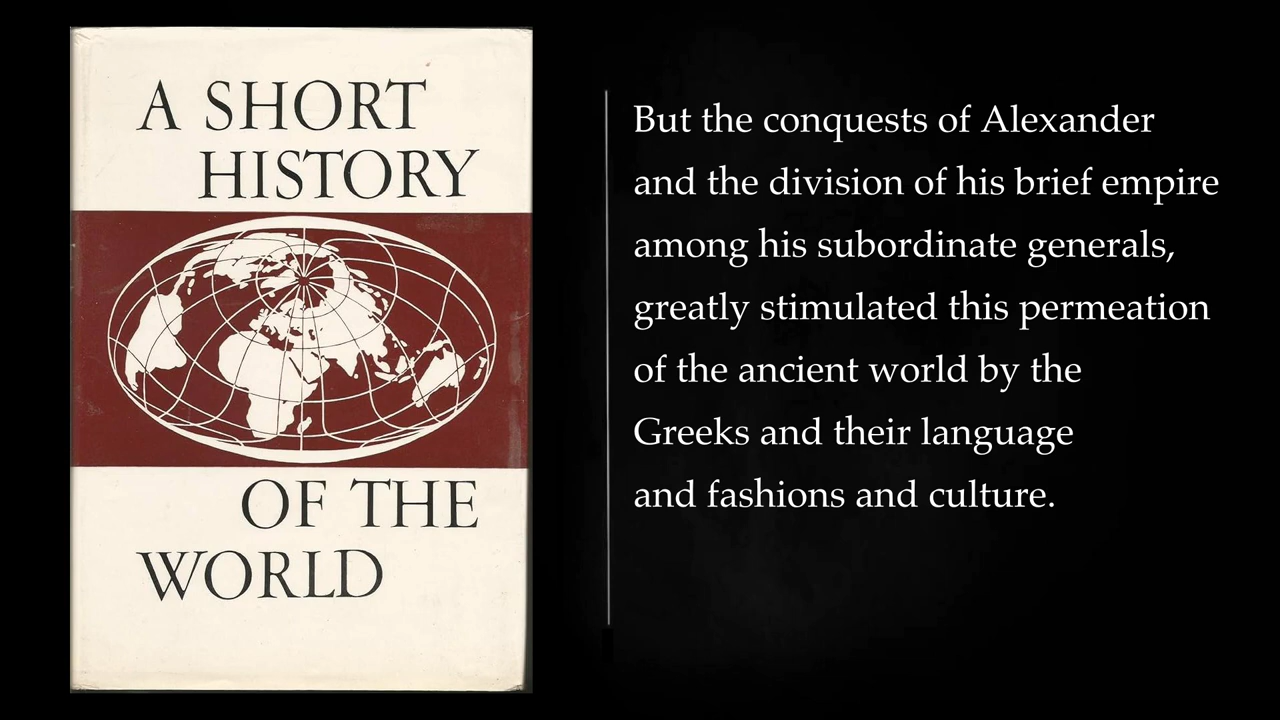 A SHORT
HISTORY
OF THE
WORLD
But the conquests of Alexander
and the division of his brief empire
among his subordinate generals,
greatly stimulated this permeation
of the ancient world by the
Greeks and their language
and fashions and culture.